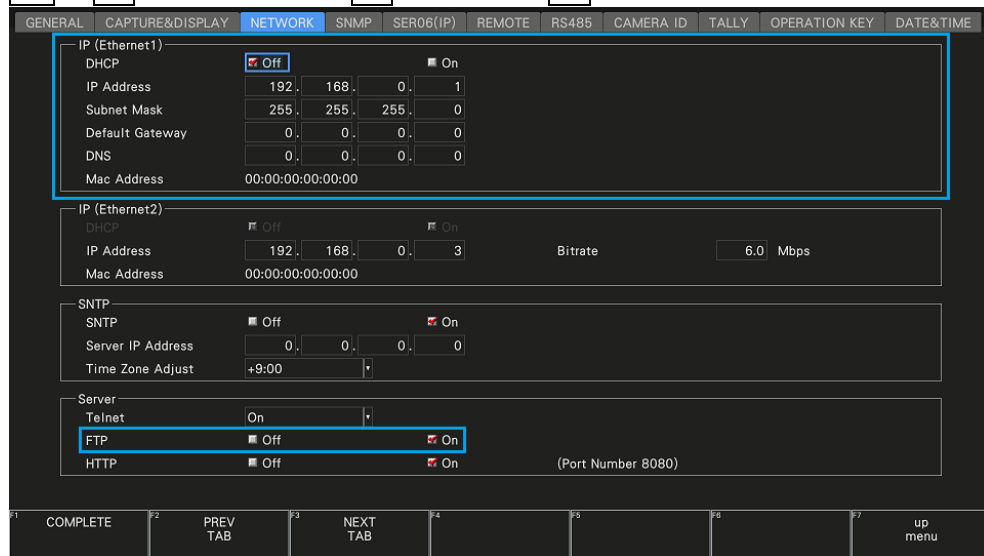 GENERAL CAPTURE&DISPLAY NETWORK SNMP SER06(IP) REMOTE RS485 CAMERA ID TALLY OPERATION KEY DATE&TIME
IP (Ethernet1)
DHCP Off On
IP Address 192. 168. 0. 1
Subnet Mask 255. 255. 255. 0
Default Gateway 0. 0. 0. 0
DNS 0. 0. 0. 0
Mac Address 00:00:00:00:00:00
IP (Ethernet2)
DHCP Off On
IP Address 192. 168. 0. 3 Bitrate 6.0 Mbps
Mac Address 00:00:00:00:00:00
SNTP
SNTP Off On
Server IP Address 0. 0. 0. 0
Time Zone Adjust +9:00
Server
Telnet On
FTP Off On
HTTP Off On (Port Number 8080)
F1 COMPLETE F2 PREV TAB F3 NEXT TAB F4 F5 F6 F7 up menu